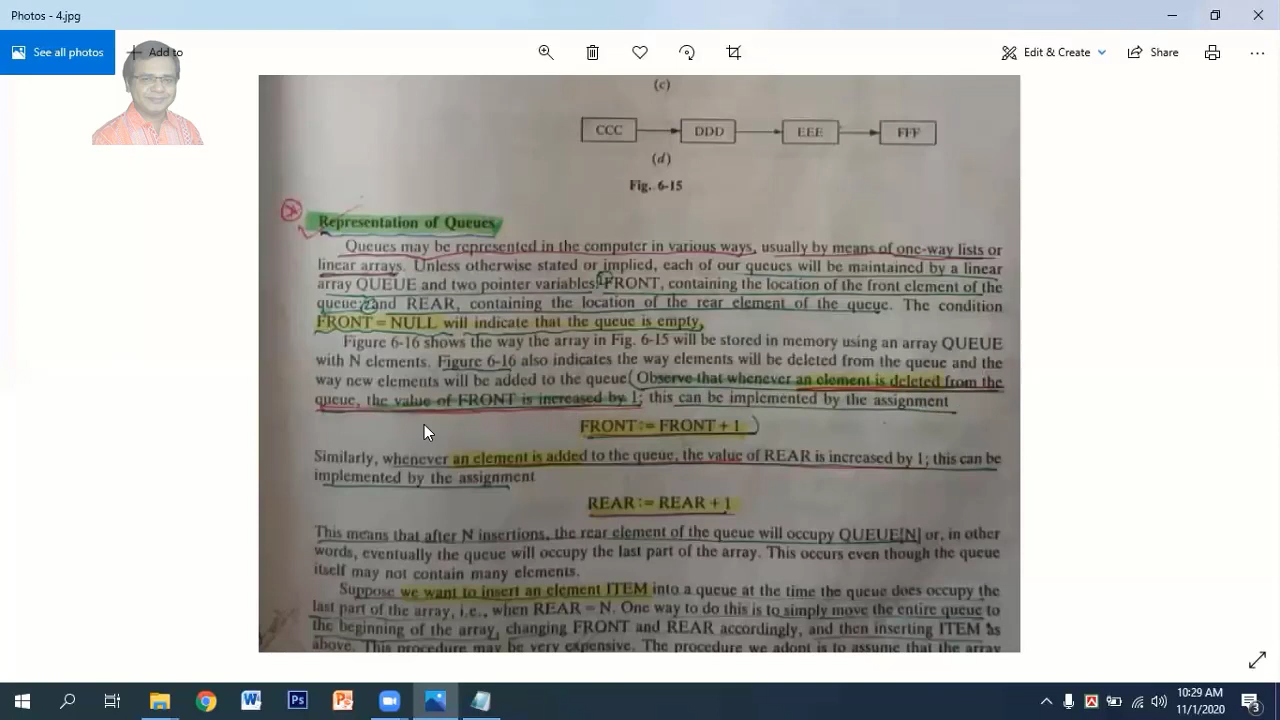 Photos - 4.jpg
See all photos
Add to
Edit & Create
Share
(c)
CCC DDD EEE FFF
(d)
Fig. 6-15
Representation of Queues
Queues may be represented in the computer in various ways, usually by means of one-way lists or
linear arrays. Unless otherwise stated or implied, each of our queues will be maintained by a linear
array QUEUE and two pointer variables: FRONT, containing the location of the front element of the
queue; and REAR, containing the location of the rear element of the queue. The condition
FRONT = NULL will indicate that the queue is empty.
Figure 6-16 shows the way the array in Fig. 6-15 will be stored in memory using an array QUEUE
with N elements. Figure 6-16 also indicates the way elements will be deleted from the queue and the
way new elements will be added to the queue. Observe that whenever an element is deleted from the
queue, the value of FRONT is increased by 1; this can be implemented by the assignment
FRONT := FRONT + 1
Similarly, whenever an element is added to the queue, the value of REAR is increased by 1; this can be
implemented by the assignment
REAR := REAR + 1
This means that after N insertions, the rear element of the queue will occupy QUEUE[N] or, in other
words, eventually the queue will occupy the last part of the array. This occurs even though the queue
itself may not contain many elements.
Suppose we want to insert an element ITEM into a queue at the time the queue does occupy the
last part of the array, i.e., when REAR = N. One way to do this is to simply move the entire queue to
the beginning of the array, changing FRONT and REAR accordingly, and then inserting ITEM as
above. This procedure may be very expensive. The procedure we adopt is to assume that the array
10:29 AM
11/1/2020
3